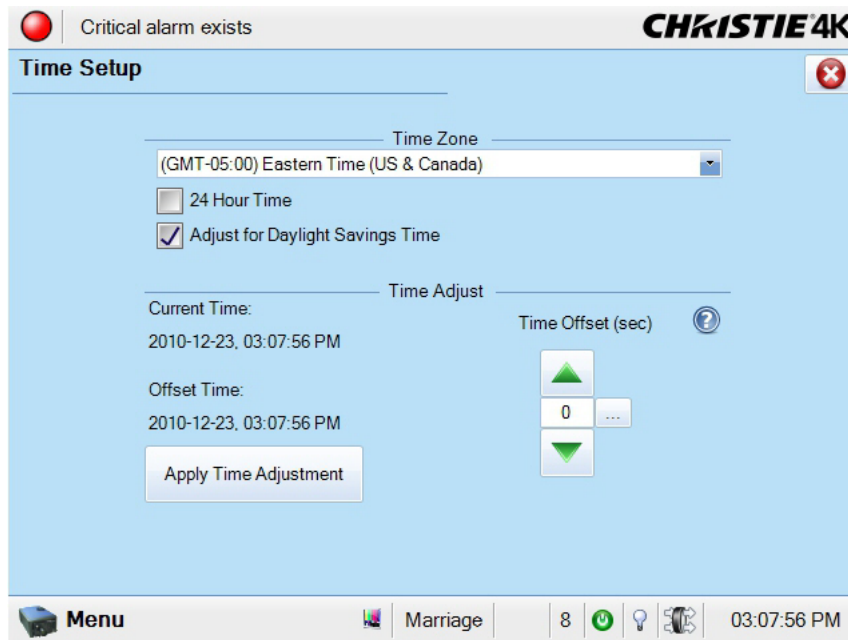 Critical alarm exists
CHRISTIE 4K
Time Setup
Time Zone
(GMT-05:00) Eastern Time (US & Canada)
24 Hour Time
Adjust for Daylight Savings Time
Time Adjust
Current Time:
2010-12-23, 03:07:56 PM
Time Offset (sec)
?
Offset Time:
2010-12-23, 03:07:56 PM
0
...
Apply Time Adjustment
Menu
Marriage
8
03:07:56 PM